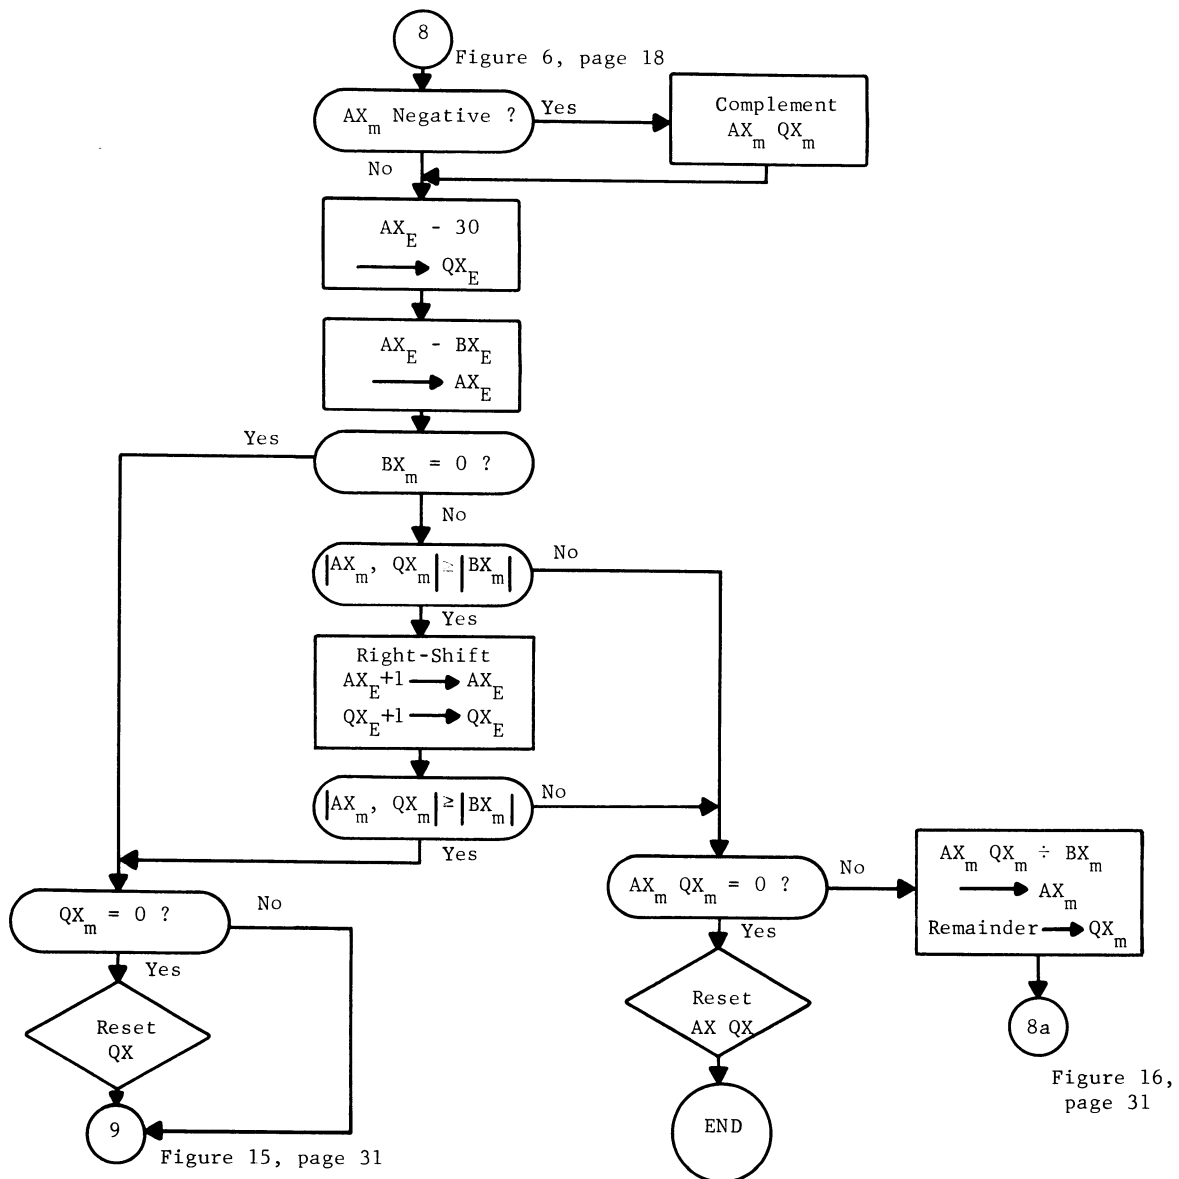 8
Figure 6, page 18
AXm Negative ?
Yes
Complement
AXm QXm
No
AXE - 30
⟶ QXE
AXE - BXE
⟶ AXE
Yes
BXm = 0 ?
No
|AXm, QXm| ≥ |BXm|
No
Yes
Right-Shift
AXE+1 ⟶ AXE
QXE+1 ⟶ QXE
|AXm, QXm| ≥ |BXm|
No
Yes
QXm = 0 ?
No
Yes
Reset
QX
9
Figure 15, page 31
AXm QXm = 0 ?
No
Yes
Reset
AX QX
END
AXm QXm ÷ BXm
⟶ AXm
Remainder ⟶ QXm
8a
Figure 16,
page 31